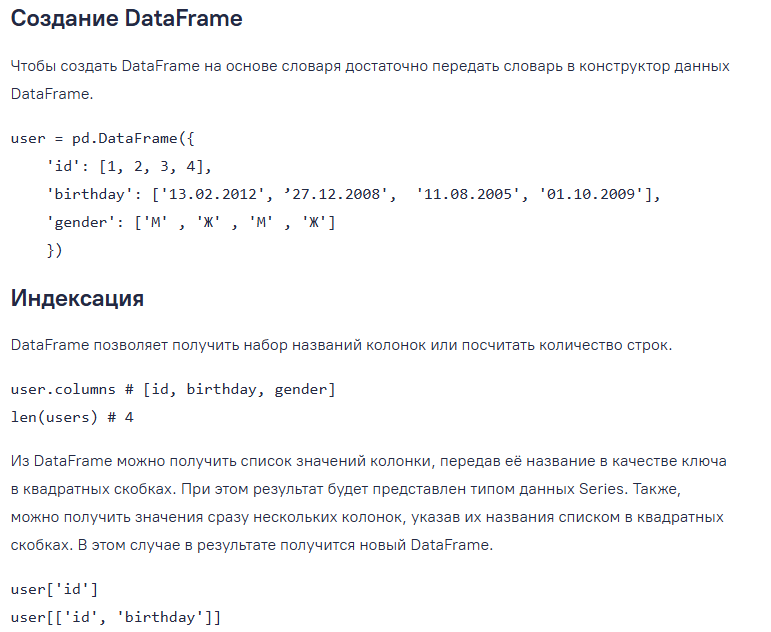 Создание DataFrame
Чтобы создать DataFrame на основе словаря достаточно передать словарь в конструктор данных
DataFrame.
user = pd.DataFrame({
    'id': [1, 2, 3, 4],
    'birthday': ['13.02.2012', ’27.12.2008',  '11.08.2005', '01.10.2009'],
    'gender': ['М' , 'Ж' , 'М' , 'Ж']
    })
Индексация
DataFrame позволяет получить набор названий колонок или посчитать количество строк.
user.columns # [id, birthday, gender]
len(users) # 4
Из DataFrame можно получить список значений колонки, передав её название в качестве ключа
в квадратных скобках. При этом результат будет представлен типом данных Series. Также,
можно получить значения сразу нескольких колонок, указав их названия списком в квадратных
скобках. В этом случае в результате получится новый DataFrame.
user['id']
user[['id', 'birthday']]